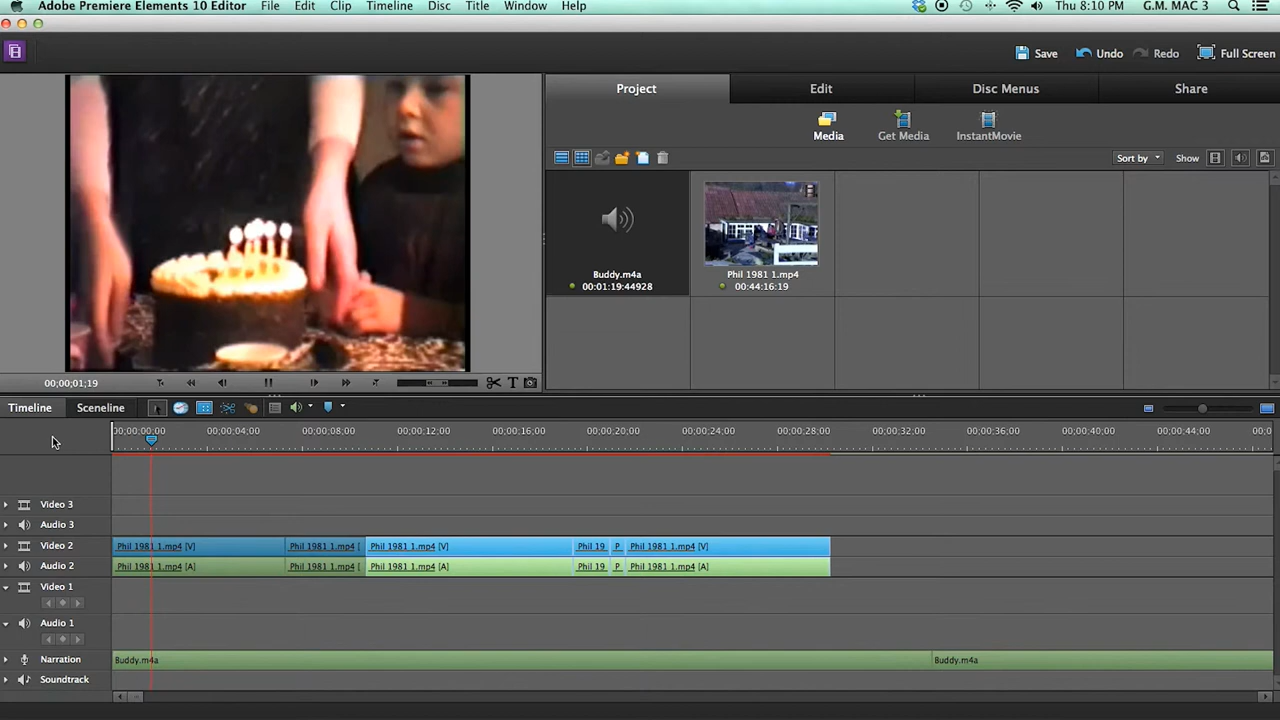 Adobe Premiere Elements 10 Editor File Edit Clip Timeline Disc Title Window Help Thu 8:10 PM G.M. MAC 3
Save Undo Redo Full Screen
Project Edit Disc Menus Share
Media Get Media InstantMovie
Sort by Show
Buddy.m4a Phil 1981 1.mp4
00:01:19:44928 00:44:16:19
00;00;01;19 T
Timeline Sceneline
00;00;00;00 00;00;04;00 00;00;08;00 00;00;12;00 00;00;16;00 00;00;20;00 00;00;24;00 00;00;28;00 00;00;32;00 00;00;36;00 00;00;40;00 00;00;44;00 00;0
Video 3
Audio 3
Video 2 Phil 1981 1.mp4 [V] Phil 1981 1.mp4 [ Phil 1981 1.mp4 [V] Phil 19 P Phil 1981 1.mp4 [V]
Audio 2 Phil 1981 1.mp4 [A] Phil 1981 1.mp4 [ Phil 1981 1.mp4 [A] Phil 19 P Phil 1981 1.mp4 [A]
Video 1
Audio 1
Narration Buddy.m4a Buddy.m4a
Soundtrack